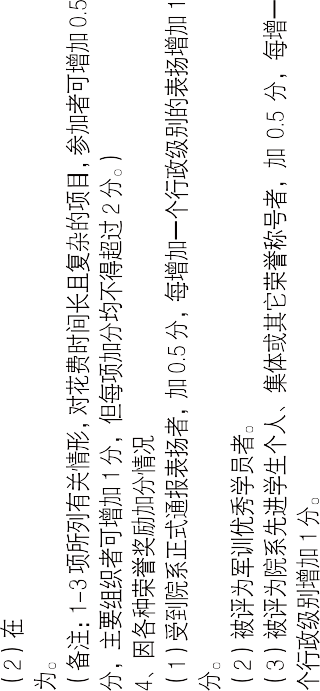 （2）在
为。
（备注：1-3 项所列有关情形，对花费时间长且复杂的项目，参加者可增加 0.5
分，主要组织者可增加 1 分，但每项加分均不得超过 2 分。）
4、因各种荣誉奖励加分情况
（1）受到院系正式通报表扬者，加 0.5 分，每增加一个行政级别的表扬增加 1
分。
（2）被评为军训优秀学员者。
（3）被评为院系先进学生个人、集体或其它荣誉称号者，加 0.5 分，每增一
个行政级别增加 1 分。